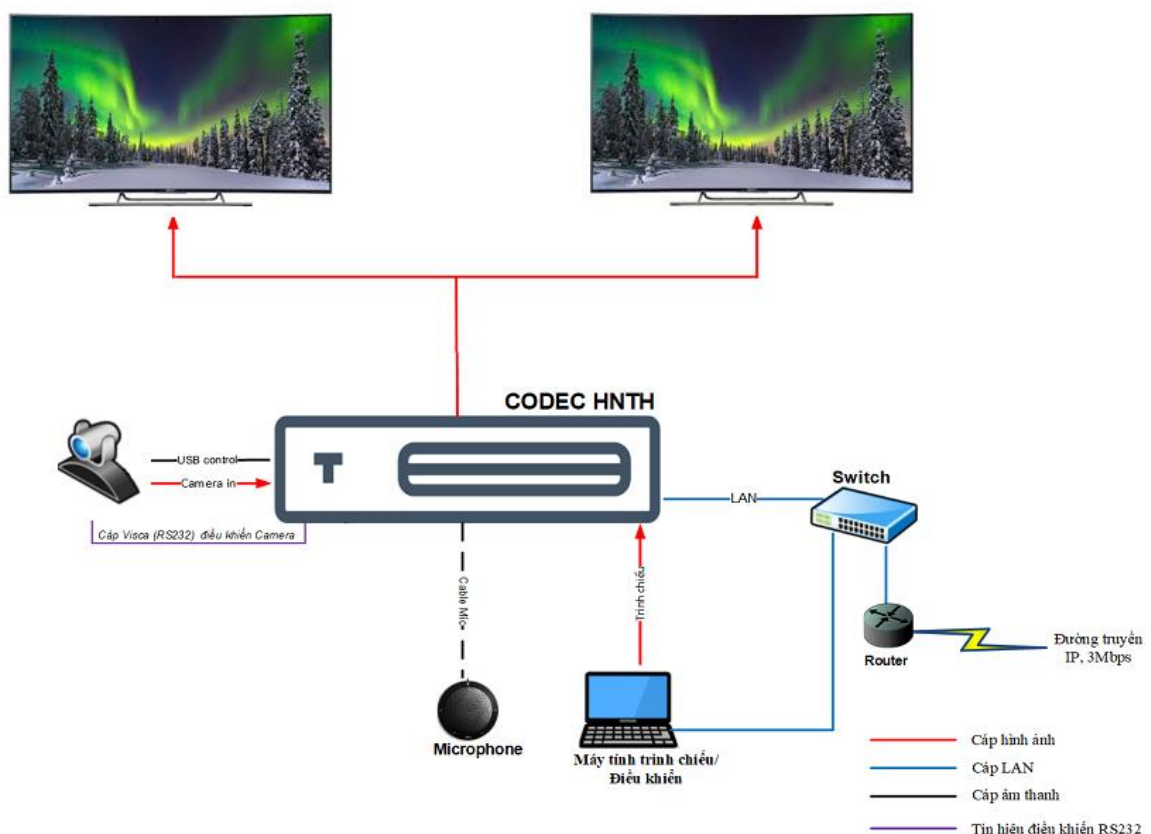 CODEC HNTH
USB control
Camera in
Cáp Visca (RS232) điều khiển Camera
LAN
Switch
Cable Mic
Trình chiếu
Router
Đường truyền
IP, 3Mbps
Microphone
Máy tính trình chiếu/
Điều khiển
Cáp hình ảnh
Cáp LAN
Cáp âm thanh
Tín hiệu điều khiển RS232